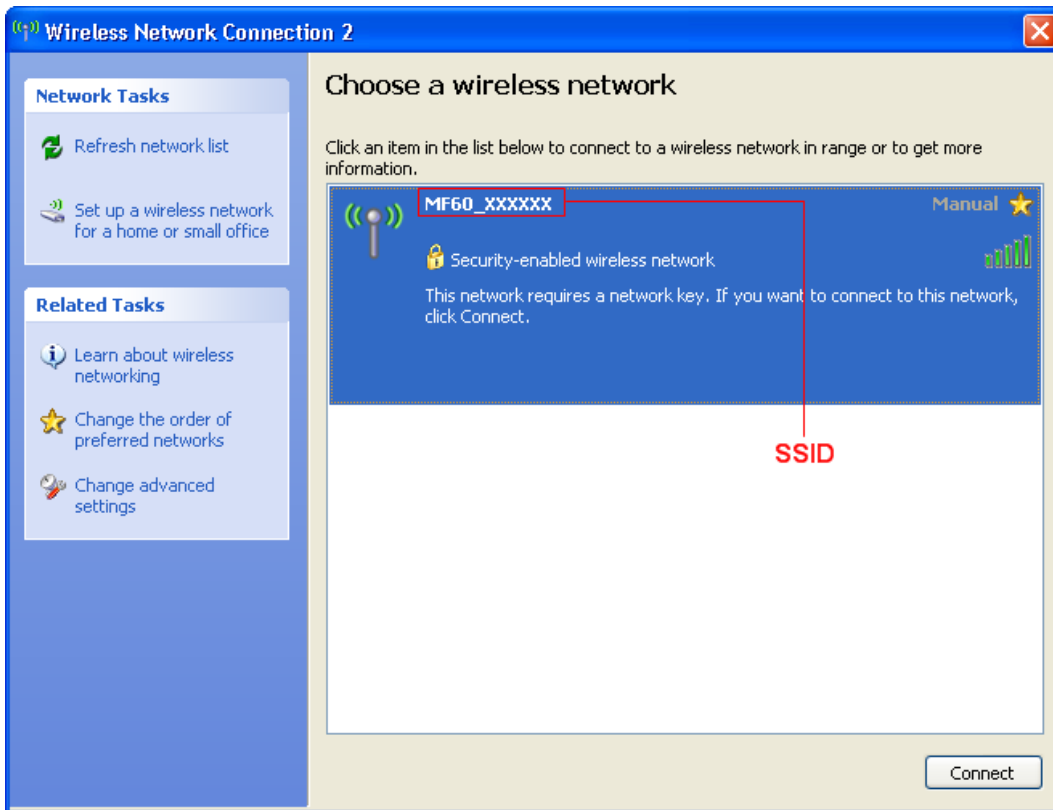 Wireless Network Connection 2
Network Tasks
Refresh network list
Set up a wireless network
for a home or small office
Related Tasks
Learn about wireless
networking
Change the order of
preferred networks
Change advanced
settings
Choose a wireless network
Click an item in the list below to connect to a wireless network in range or to get more
information.
MF60_XXXXXX
Manual
Security-enabled wireless network
This network requires a network key. If you want to connect to this network,
click Connect.
SSID
Connect